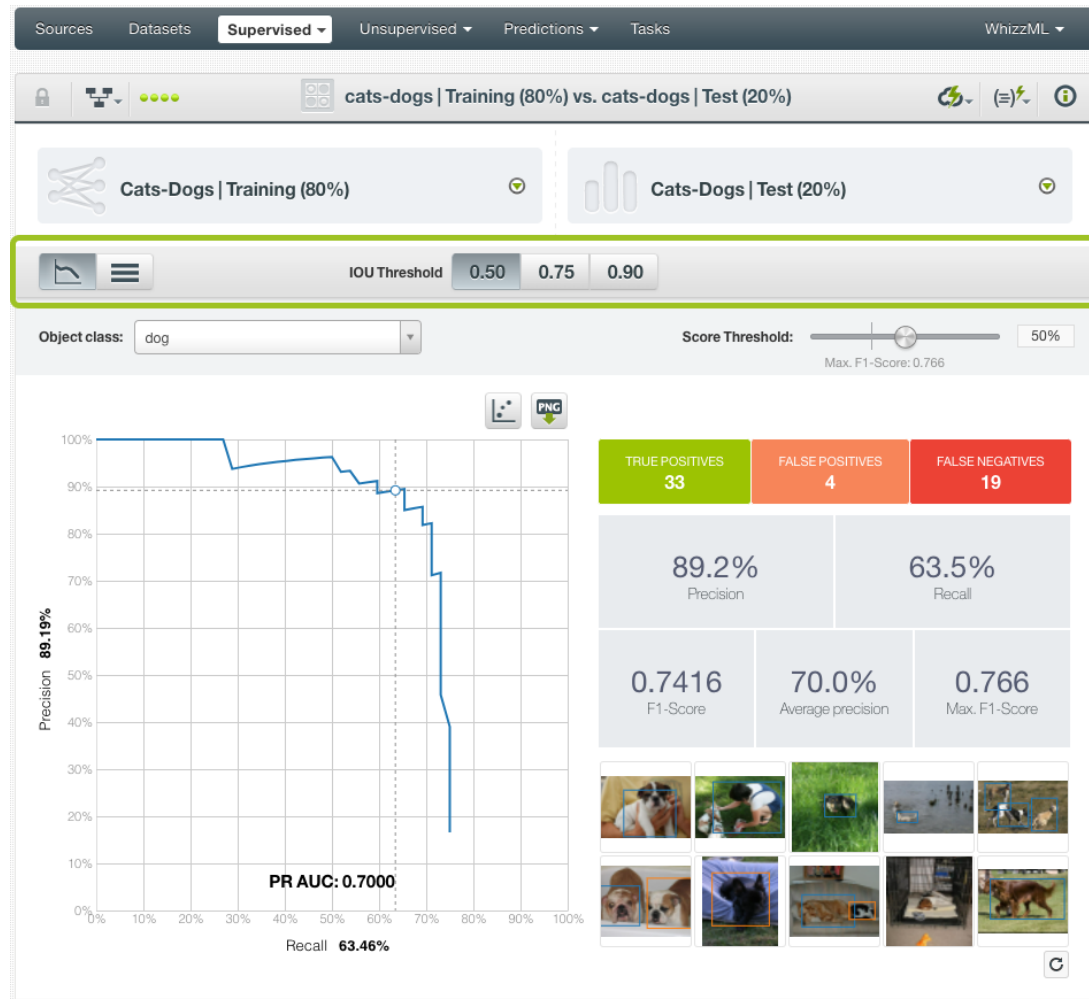 Sources Datasets Supervised Unsupervised Predictions Tasks WhizzML
cats-dogs | Training (80%) vs. cats-dogs | Test (20%)
Cats-Dogs | Training (80%)
Cats-Dogs | Test (20%)
IOU Threshold 0.50 0.75 0.90
Object class: dog
Score Threshold: 50%
Max. F1-Score: 0.766
PNG
100%
90%
80%
70%
60%
50%
40%
30%
20%
10%
0%
Precision 89.19%
PR AUC: 0.7000
0% 10% 20% 30% 40% 50% 60% 70% 80% 90% 100%
Recall 63.46%
TRUE POSITIVES
33
FALSE POSITIVES
4
FALSE NEGATIVES
19
89.2%
Precision
63.5%
Recall
0.7416
F1-Score
70.0%
Average precision
0.766
Max. F1-Score